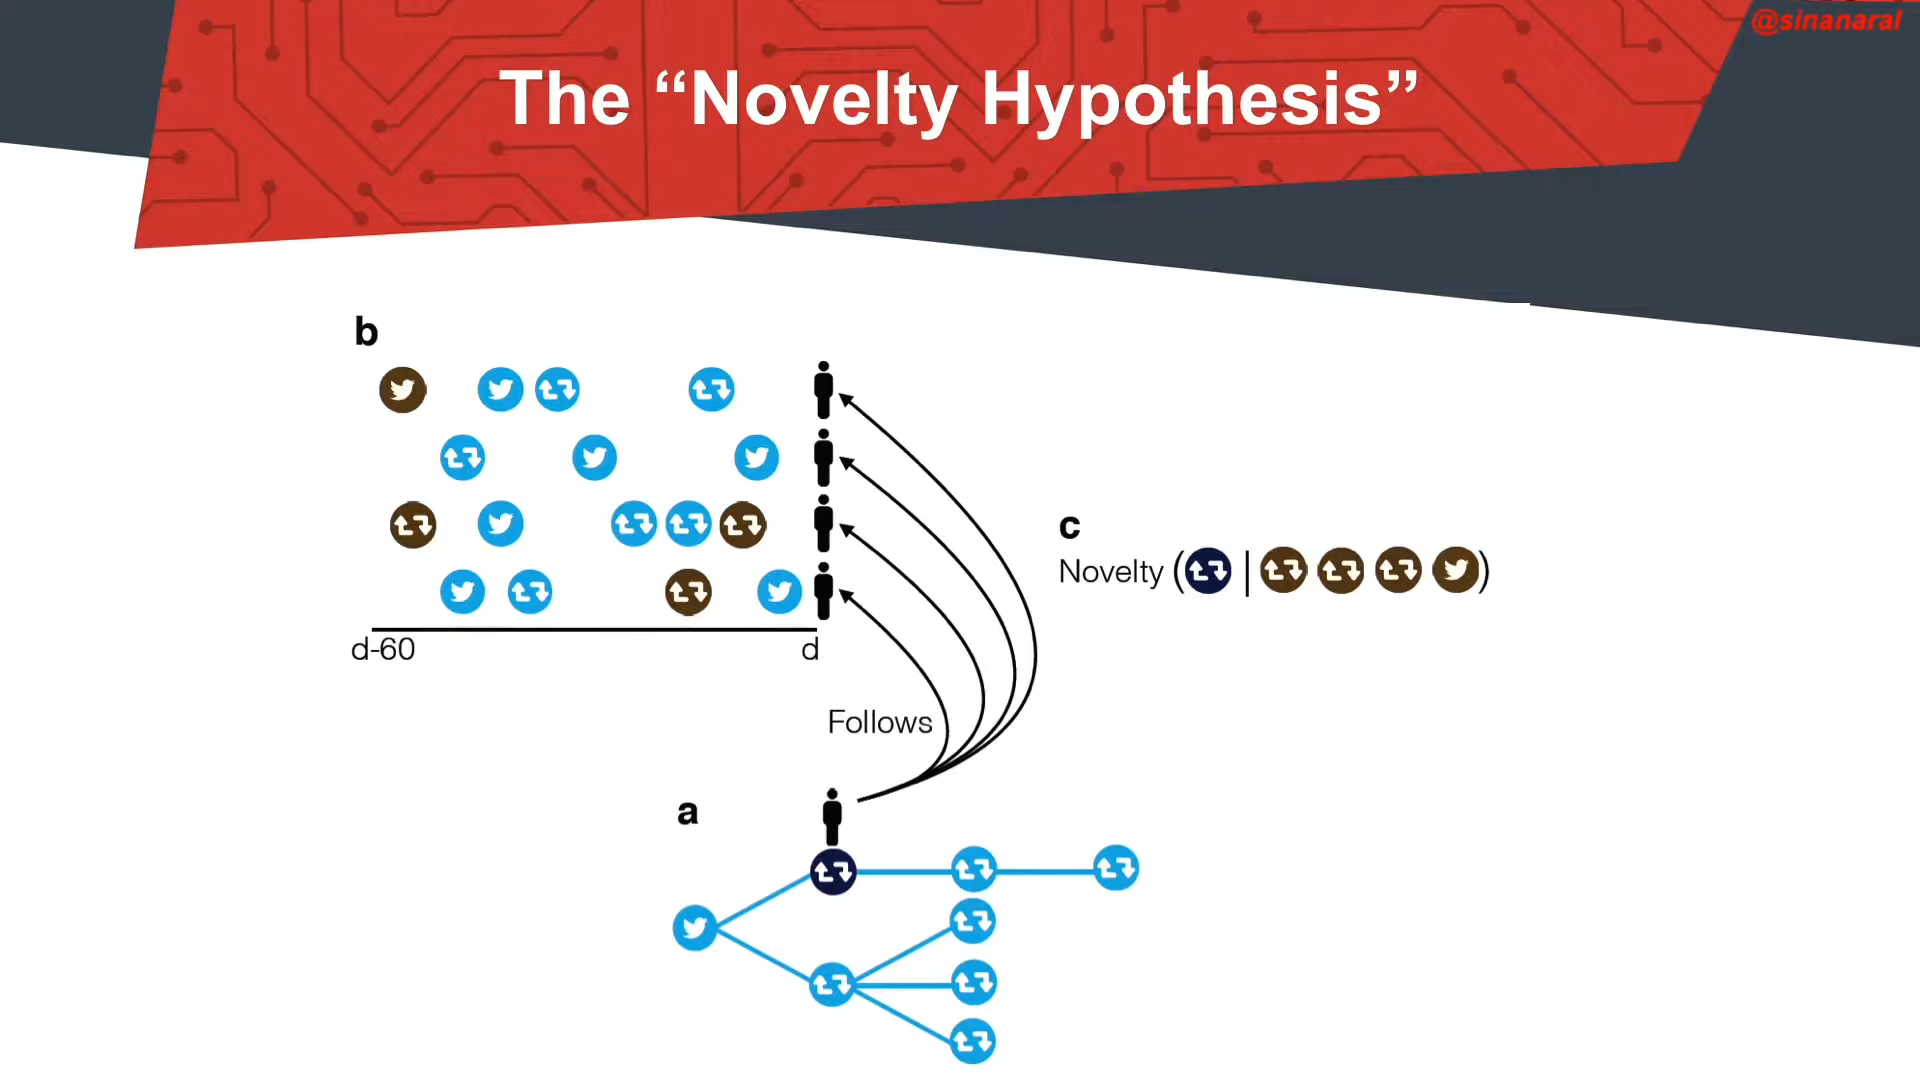 @sinanaral
The “Novelty Hypothesis”
b
d-60
d
c
Novelty ( | )
Follows
a